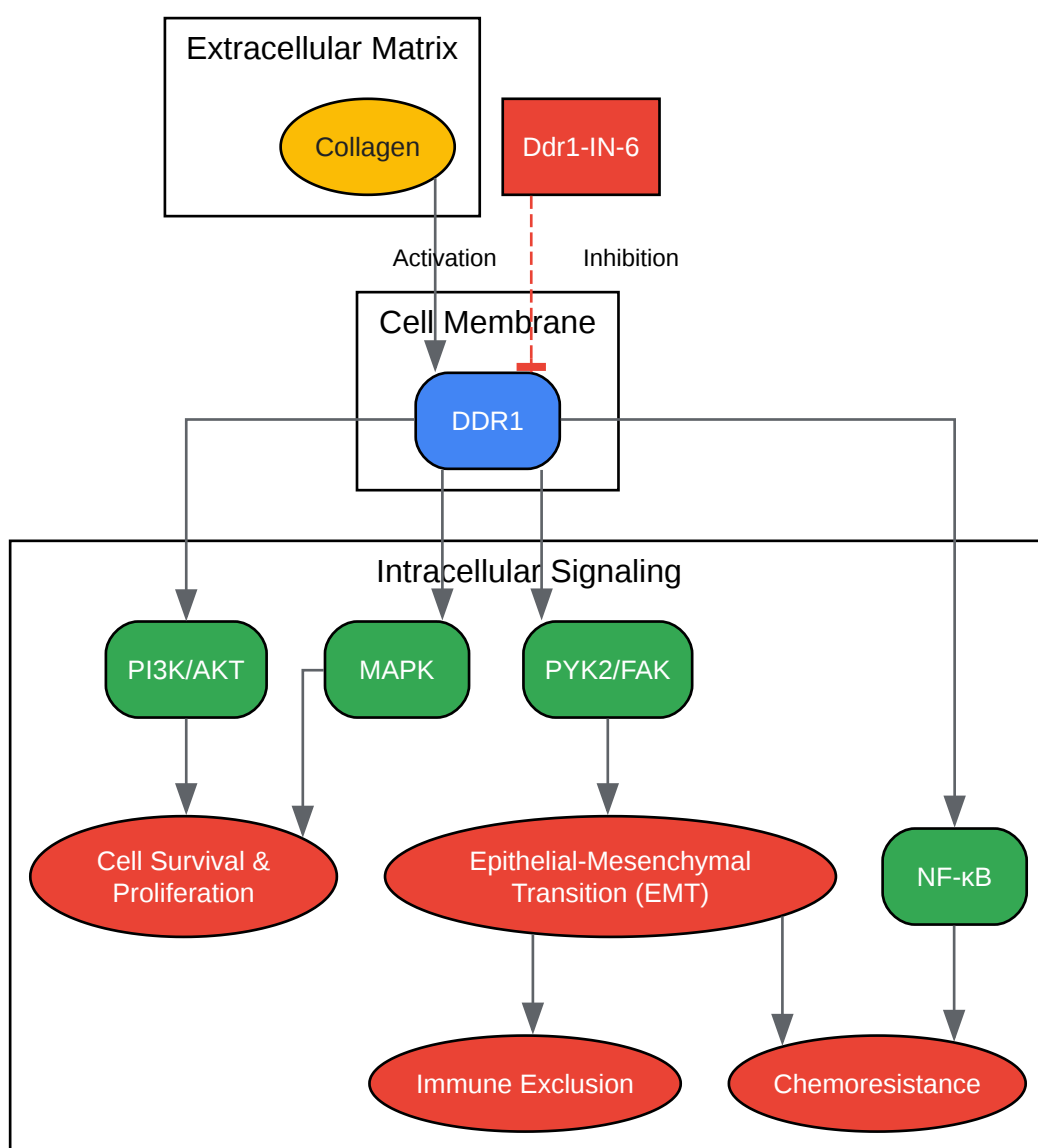 Extracellular Matrix
Collagen
Ddr1-IN-6
Activation
Inhibition
Cell Membrane
DDR1
Intracellular Signaling
PI3K/AKT
MAPK
PYK2/FAK
Cell Survival &
Proliferation
Epithelial-Mesenchymal
Transition (EMT)
NF-κB
Immune Exclusion
Chemoresistance